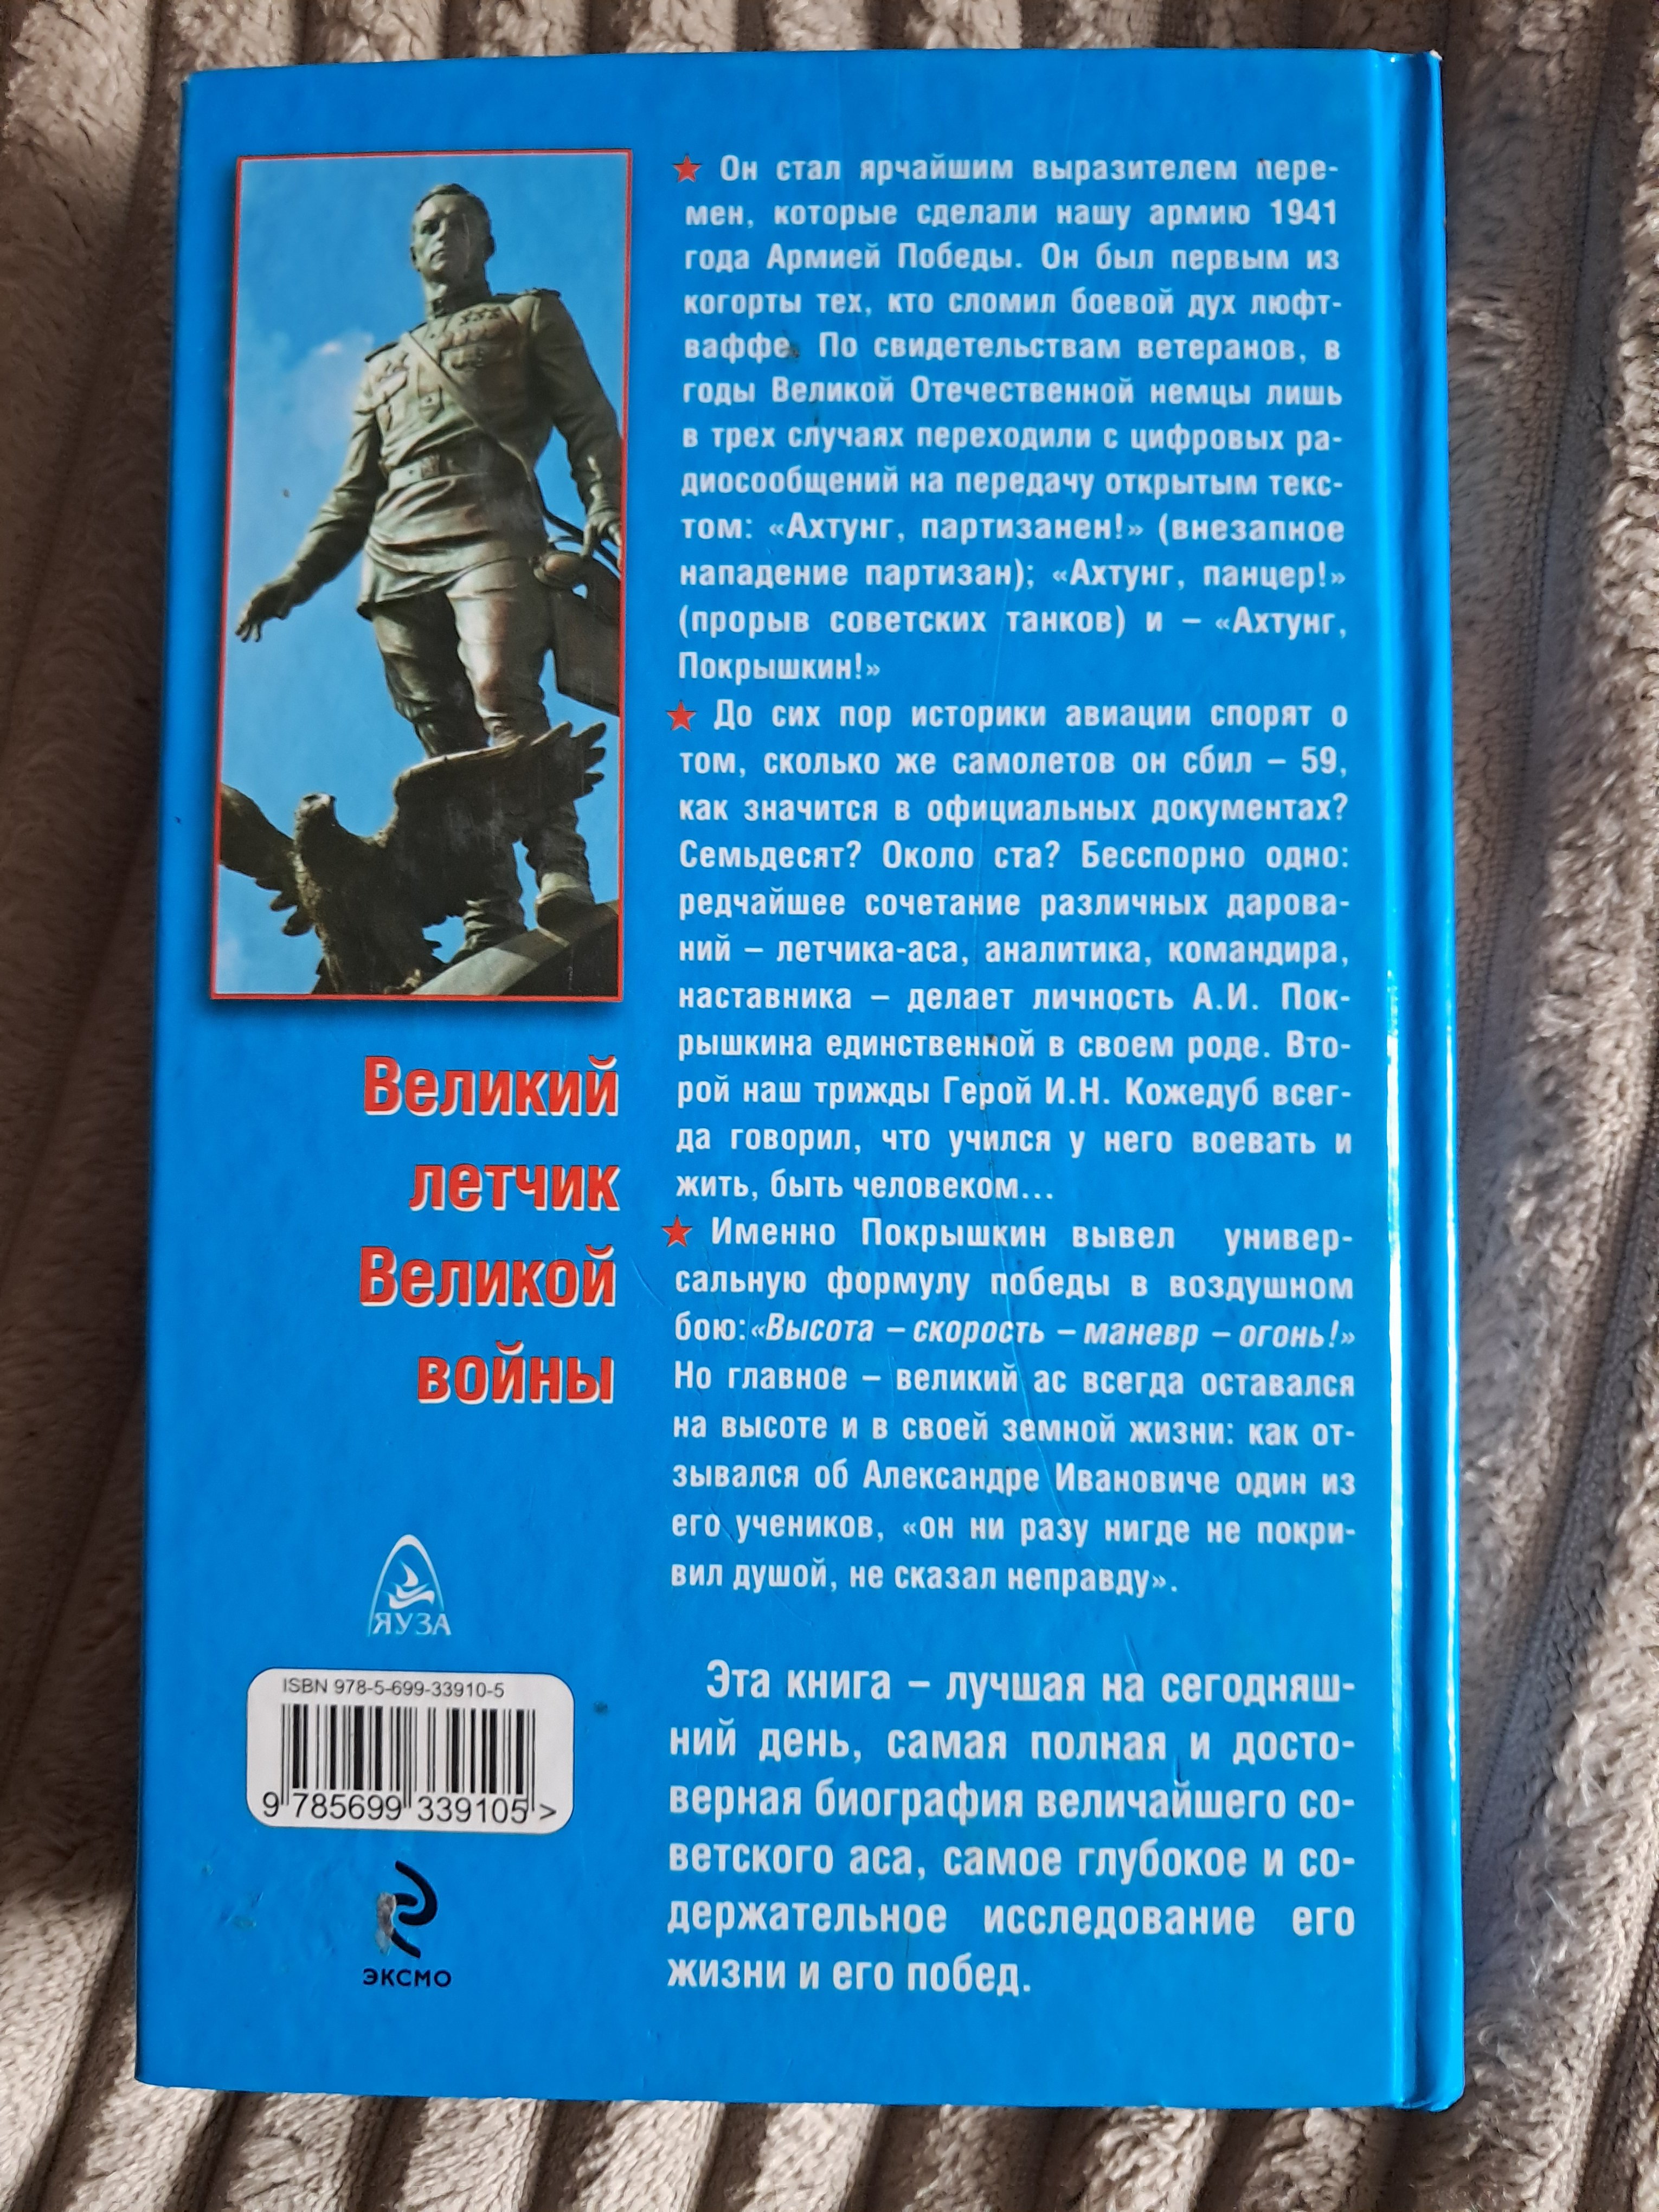 ★ Он стал ярчайшим выразителем пере-
мен, которые сделали нашу армию 1941
года Армией Победы. Он был первым из
когорты тех, кто сломил боевой дух люфт-
ваффе. По свидетельствам ветеранов, в
годы Великой Отечественной немцы лишь
в трех случаях переходили с цифровых ра-
диосообщений на передачу открытым текс-
том: «Ахтунг, партизанен!» (внезапное
нападение партизан); «Ахтунг, панцер!»
(прорыв советских танков) и – «Ахтунг,
Покрышкин!»
★ До сих пор историки авиации спорят о
том, сколько же самолетов он сбил – 59,
как значится в официальных документах?
Семьдесят? Около ста? Бесспорно одно:
редчайшее сочетание различных дарова-
ний – летчика-аса, аналитика, командира,
наставника – делает личность А.И. Пок-
рышкина единственной в своем роде. Вто-
рой наш трижды Герой И.Н. Кожедуб всег-
да говорил, что учился у него воевать и
жить, быть человеком...
★ Именно Покрышкин вывел универ-
сальную формулу победы в воздушном
бою: «Высота – скорость – маневр – огонь!»
Но главное – великий ас всегда оставался
на высоте и в своей земной жизни: как от-
зывался об Александре Ивановиче один из
его учеников, «он ни разу нигде не покри-
вил душой, не сказал неправду».
Эта книга – лучшая на сегодняш-
ний день, самая полная и досто-
верная биография величайшего со-
ветского аса, самое глубокое и со-
держательное исследование его
жизни и его побед.
Великий
летчик
Великой
войны
ЯУЗА
ISBN 978-5-699-33910-5
9 785699 339105 >
ЭКСМО